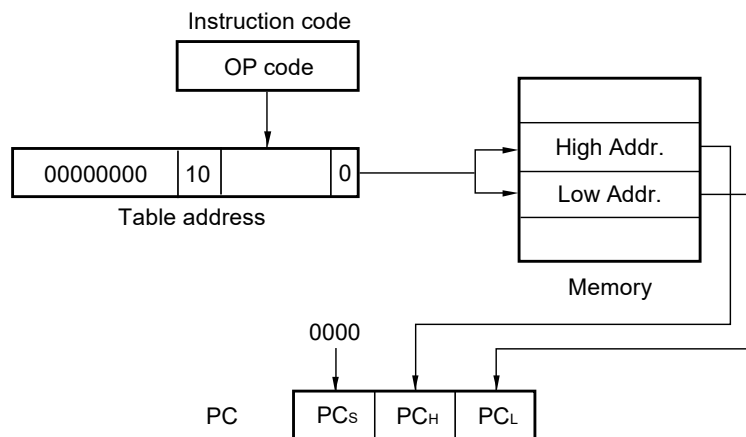 Instruction code
OP code
00000000 10 0
High Addr.
Low Addr.
Table address
Memory
0000
PC PCS PCH PCL